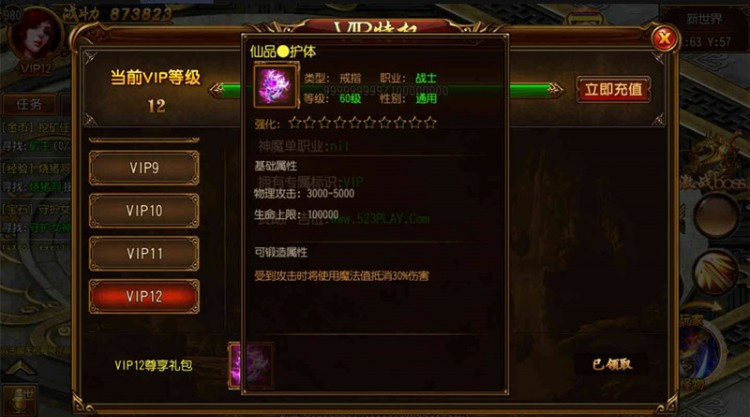 战斗力 873823
VIP特权
新世界
:63 Y:57
VIP12
任务
当前VIP等级
12
立即充值
VIP9
VIP10
VIP11
VIP12
VIP12尊享礼包
已领取
仙品●护体
类型: 戒指 职业: 战士
等级: 60级 性别: 通用
强化:
神魔单职业:nil
基础属性
拥有专属标识:VIP
物理攻击: 3000-5000
生命上限: 100000
www.523PLAY.Com
可锻造属性
受到攻击时将使用魔法值抵消30%伤害